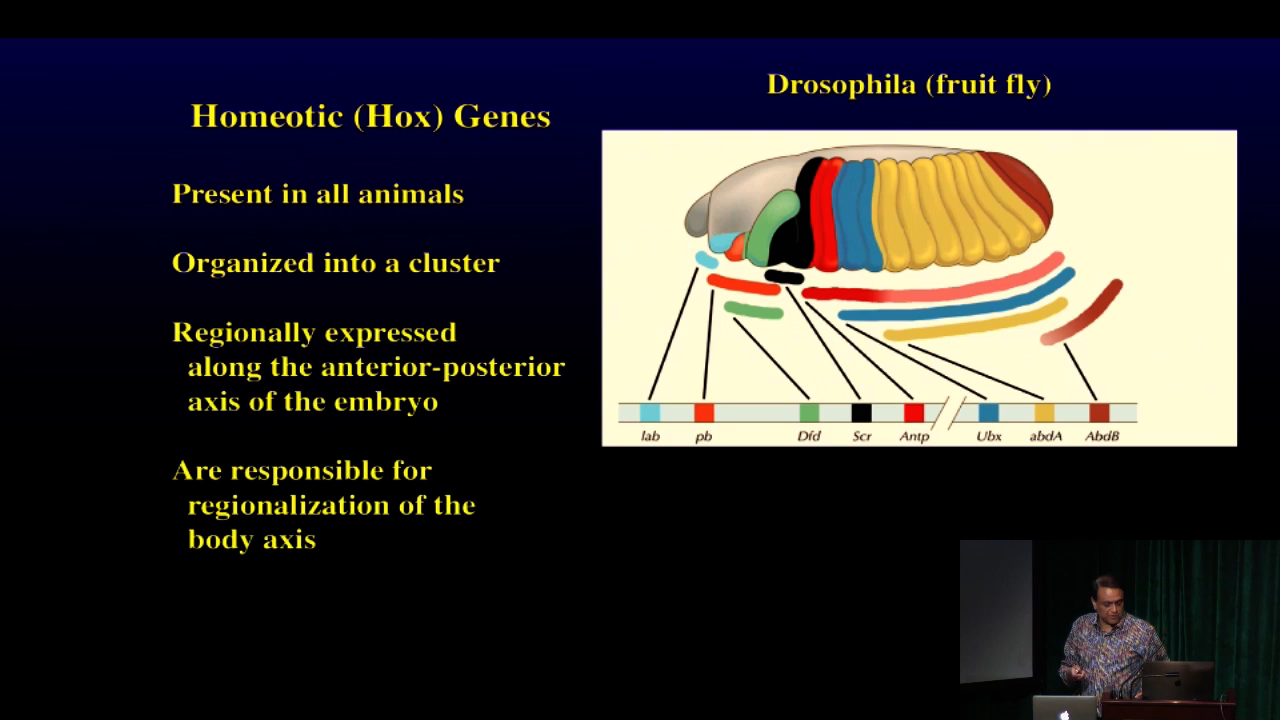 Homeotic (Hox) Genes
Present in all animals
Organized into a cluster
Regionally expressed
along the anterior-posterior
axis of the embryo
Are responsible for
regionalization of the
body axis
Drosophila (fruit fly)
lab pb Dfd Scr Antp Ubx abdA AbdB